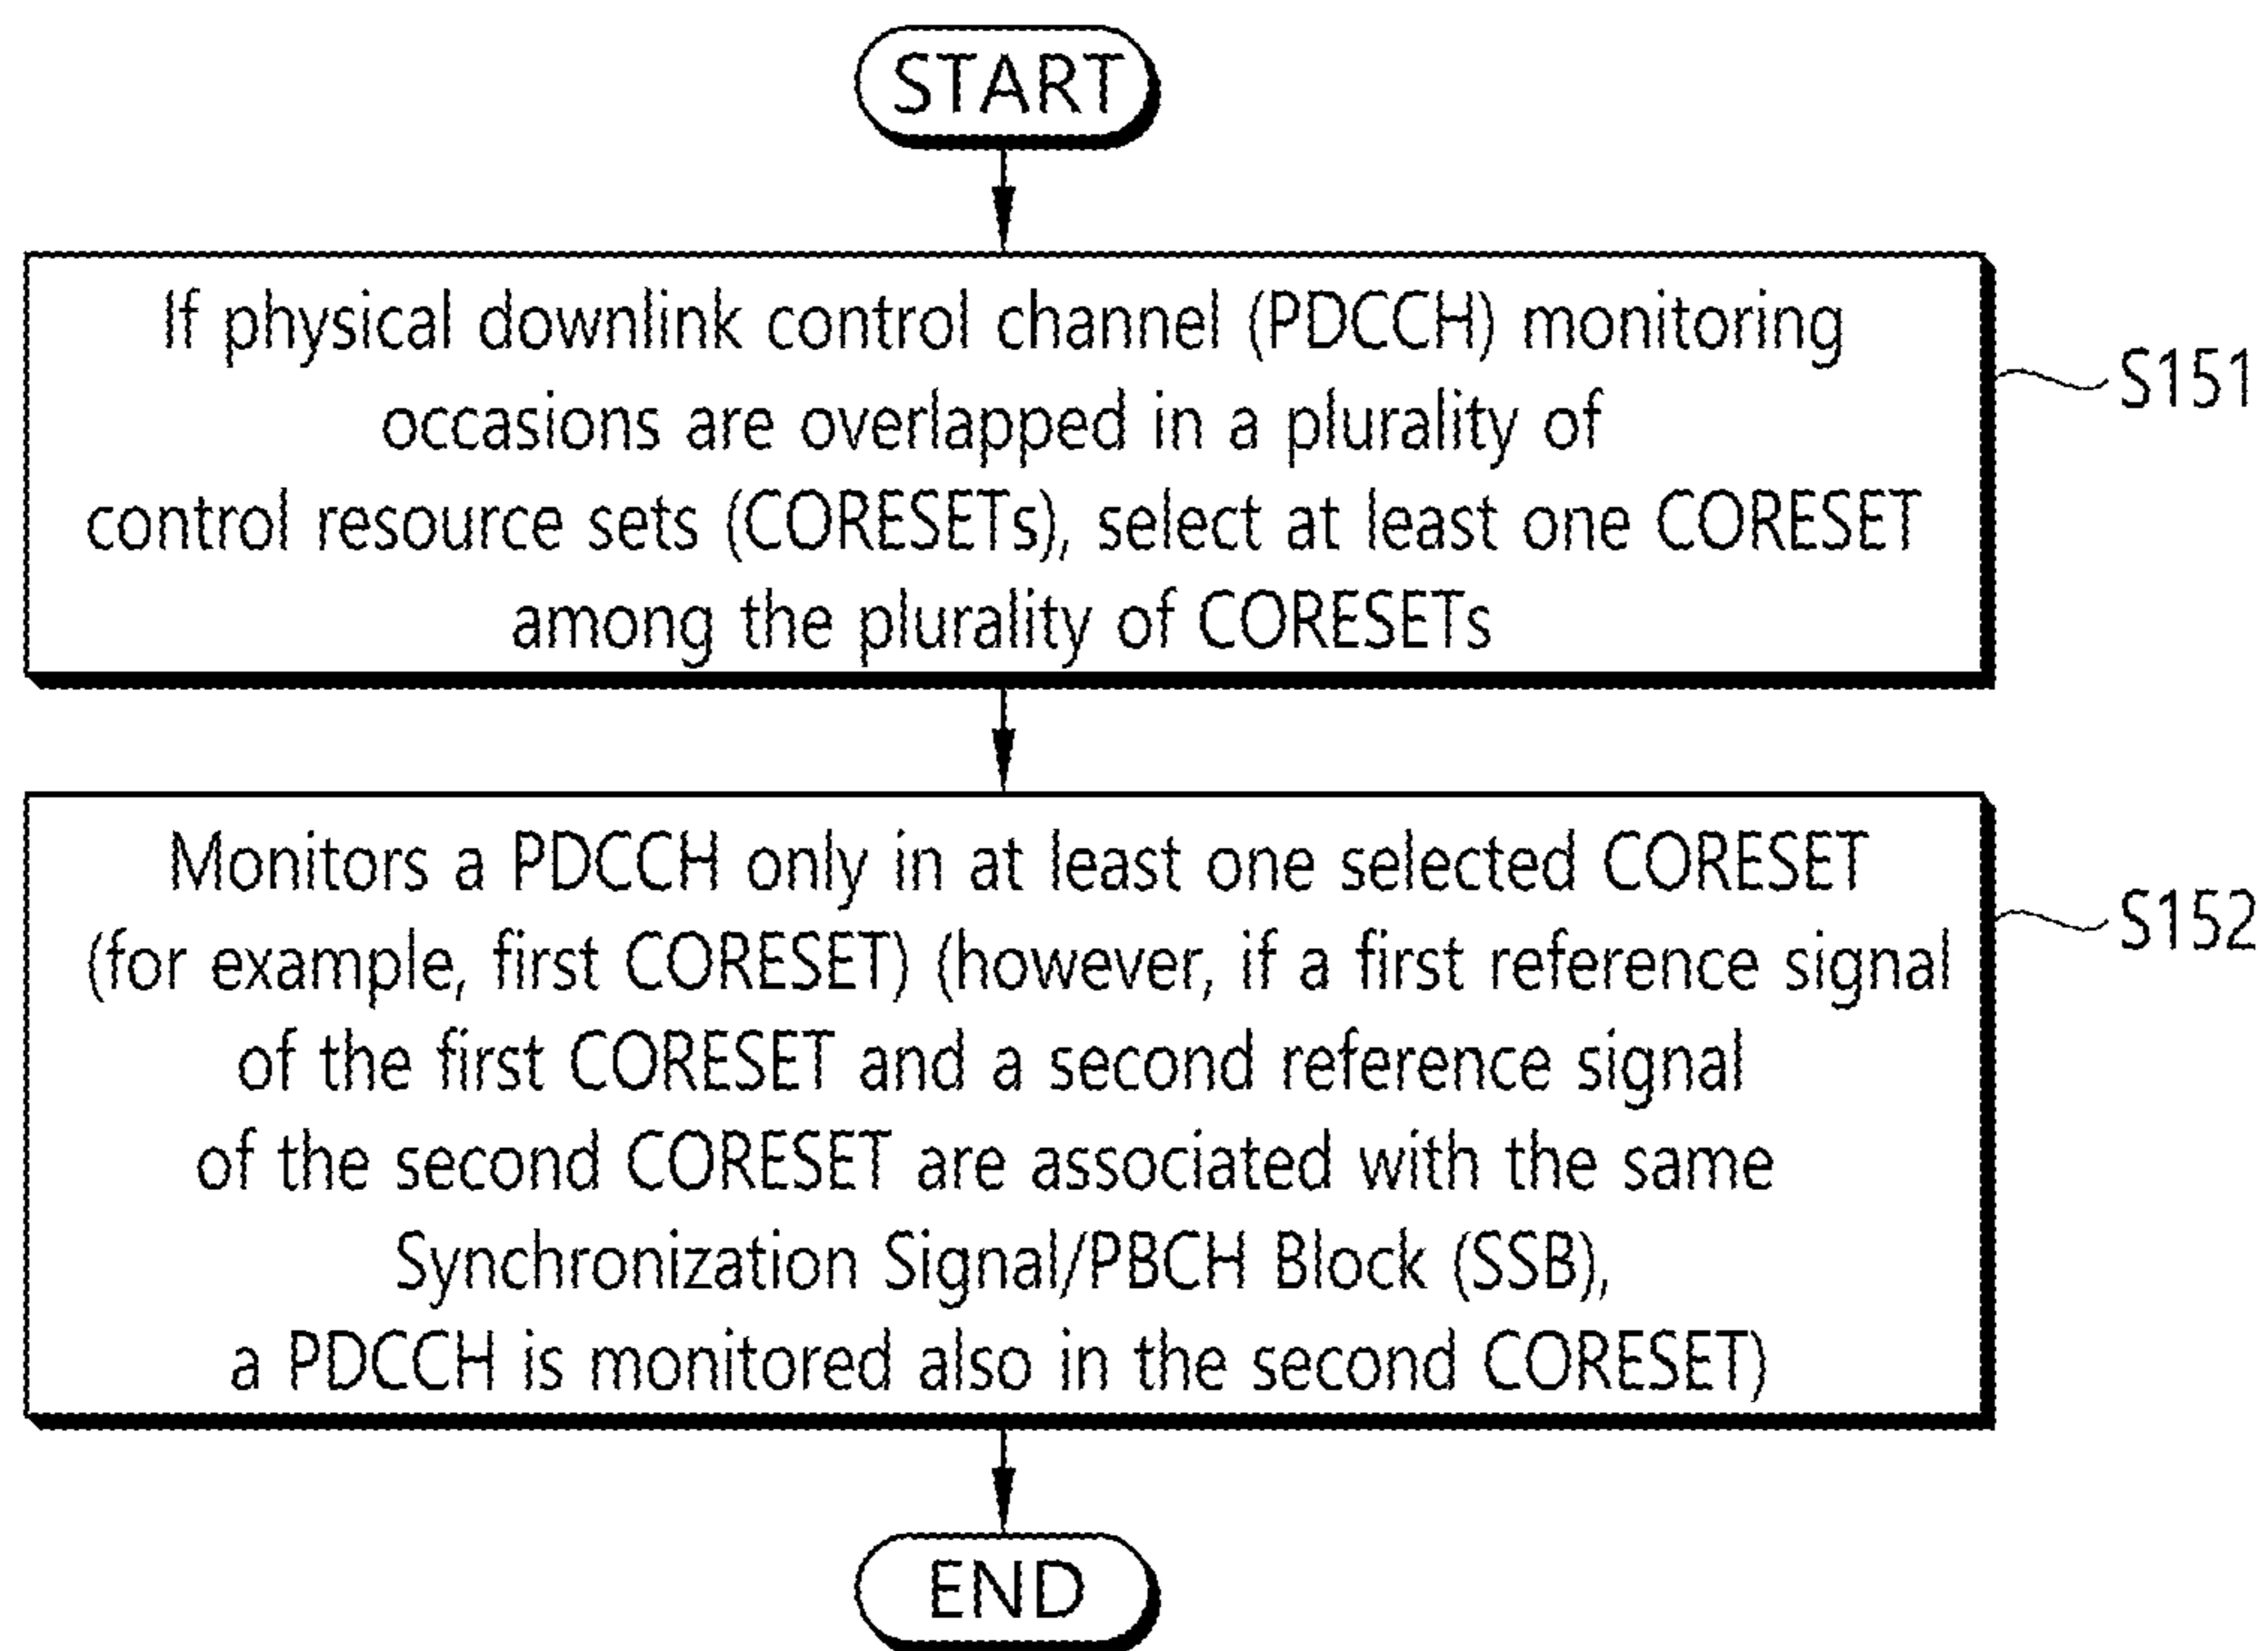 START
If physical downlink control channel (PDCCH) monitoring
occasions are overlapped in a plurality of
control resource sets (CORESETs), select at least one CORESET
among the plurality of CORESETs
S151
Monitors a PDCCH only in at least one selected CORESET
(for example, first CORESET) (however, if a first reference signal
of the first CORESET and a second reference signal
of the second CORESET are associated with the same
Synchronization Signal/PBCH Block (SSB),
a PDCCH is monitored also in the second CORESET)
S152
END